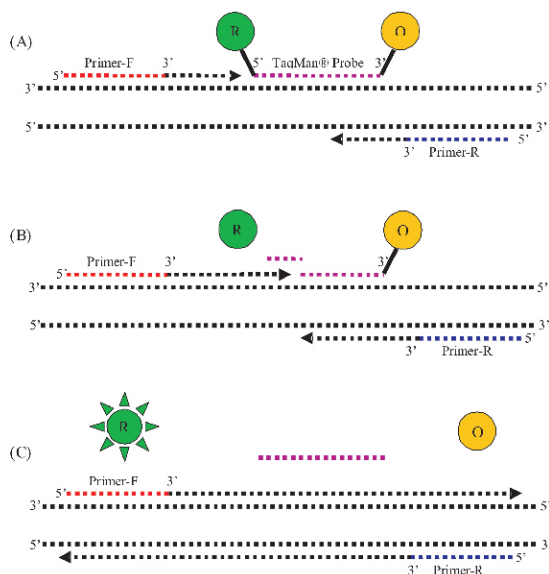 (A)
R
Q
Primer-F 3' 5' TaqMan® Probe 3'
5'
3' 5'
5' 3'
3' Primer-R 5'
(B)
R
Q
Primer-F 3' 3'
5'
3' 5'
5' 3'
3' Primer-R 5'
(C)
R
Q
Primer-F 3'
5'
3' 5'
5' 3'
3' Primer-R 5'